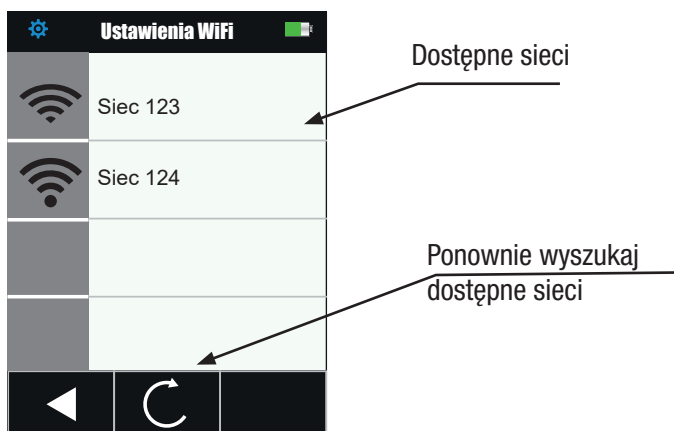 Ustawienia WiFi
Dostępne sieci
Siec 123
Siec 124
Ponownie wyszukaj
dostępne sieci